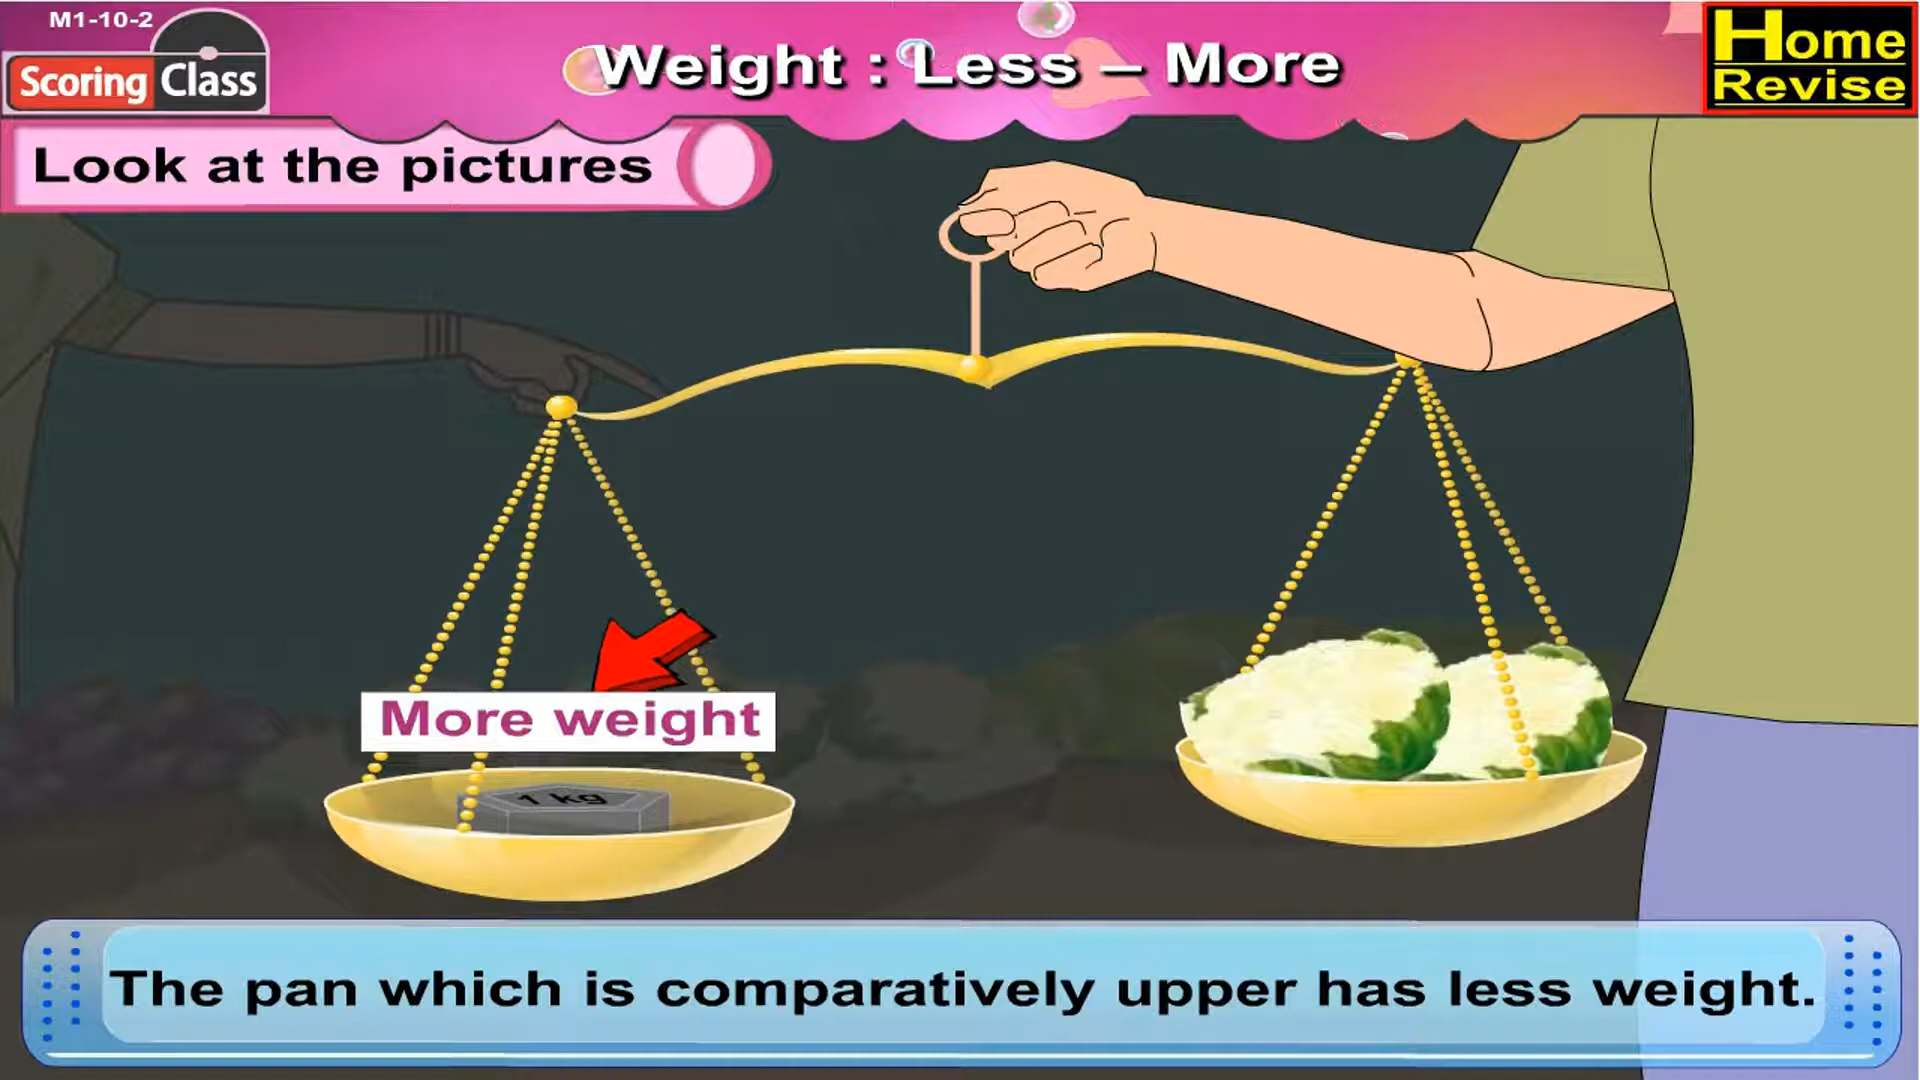 M1-10-2
Scoring Class
Weight : Less – More
Home
Revise
Look at the pictures
More weight
1 kg
The pan which is comparatively upper has less weight.